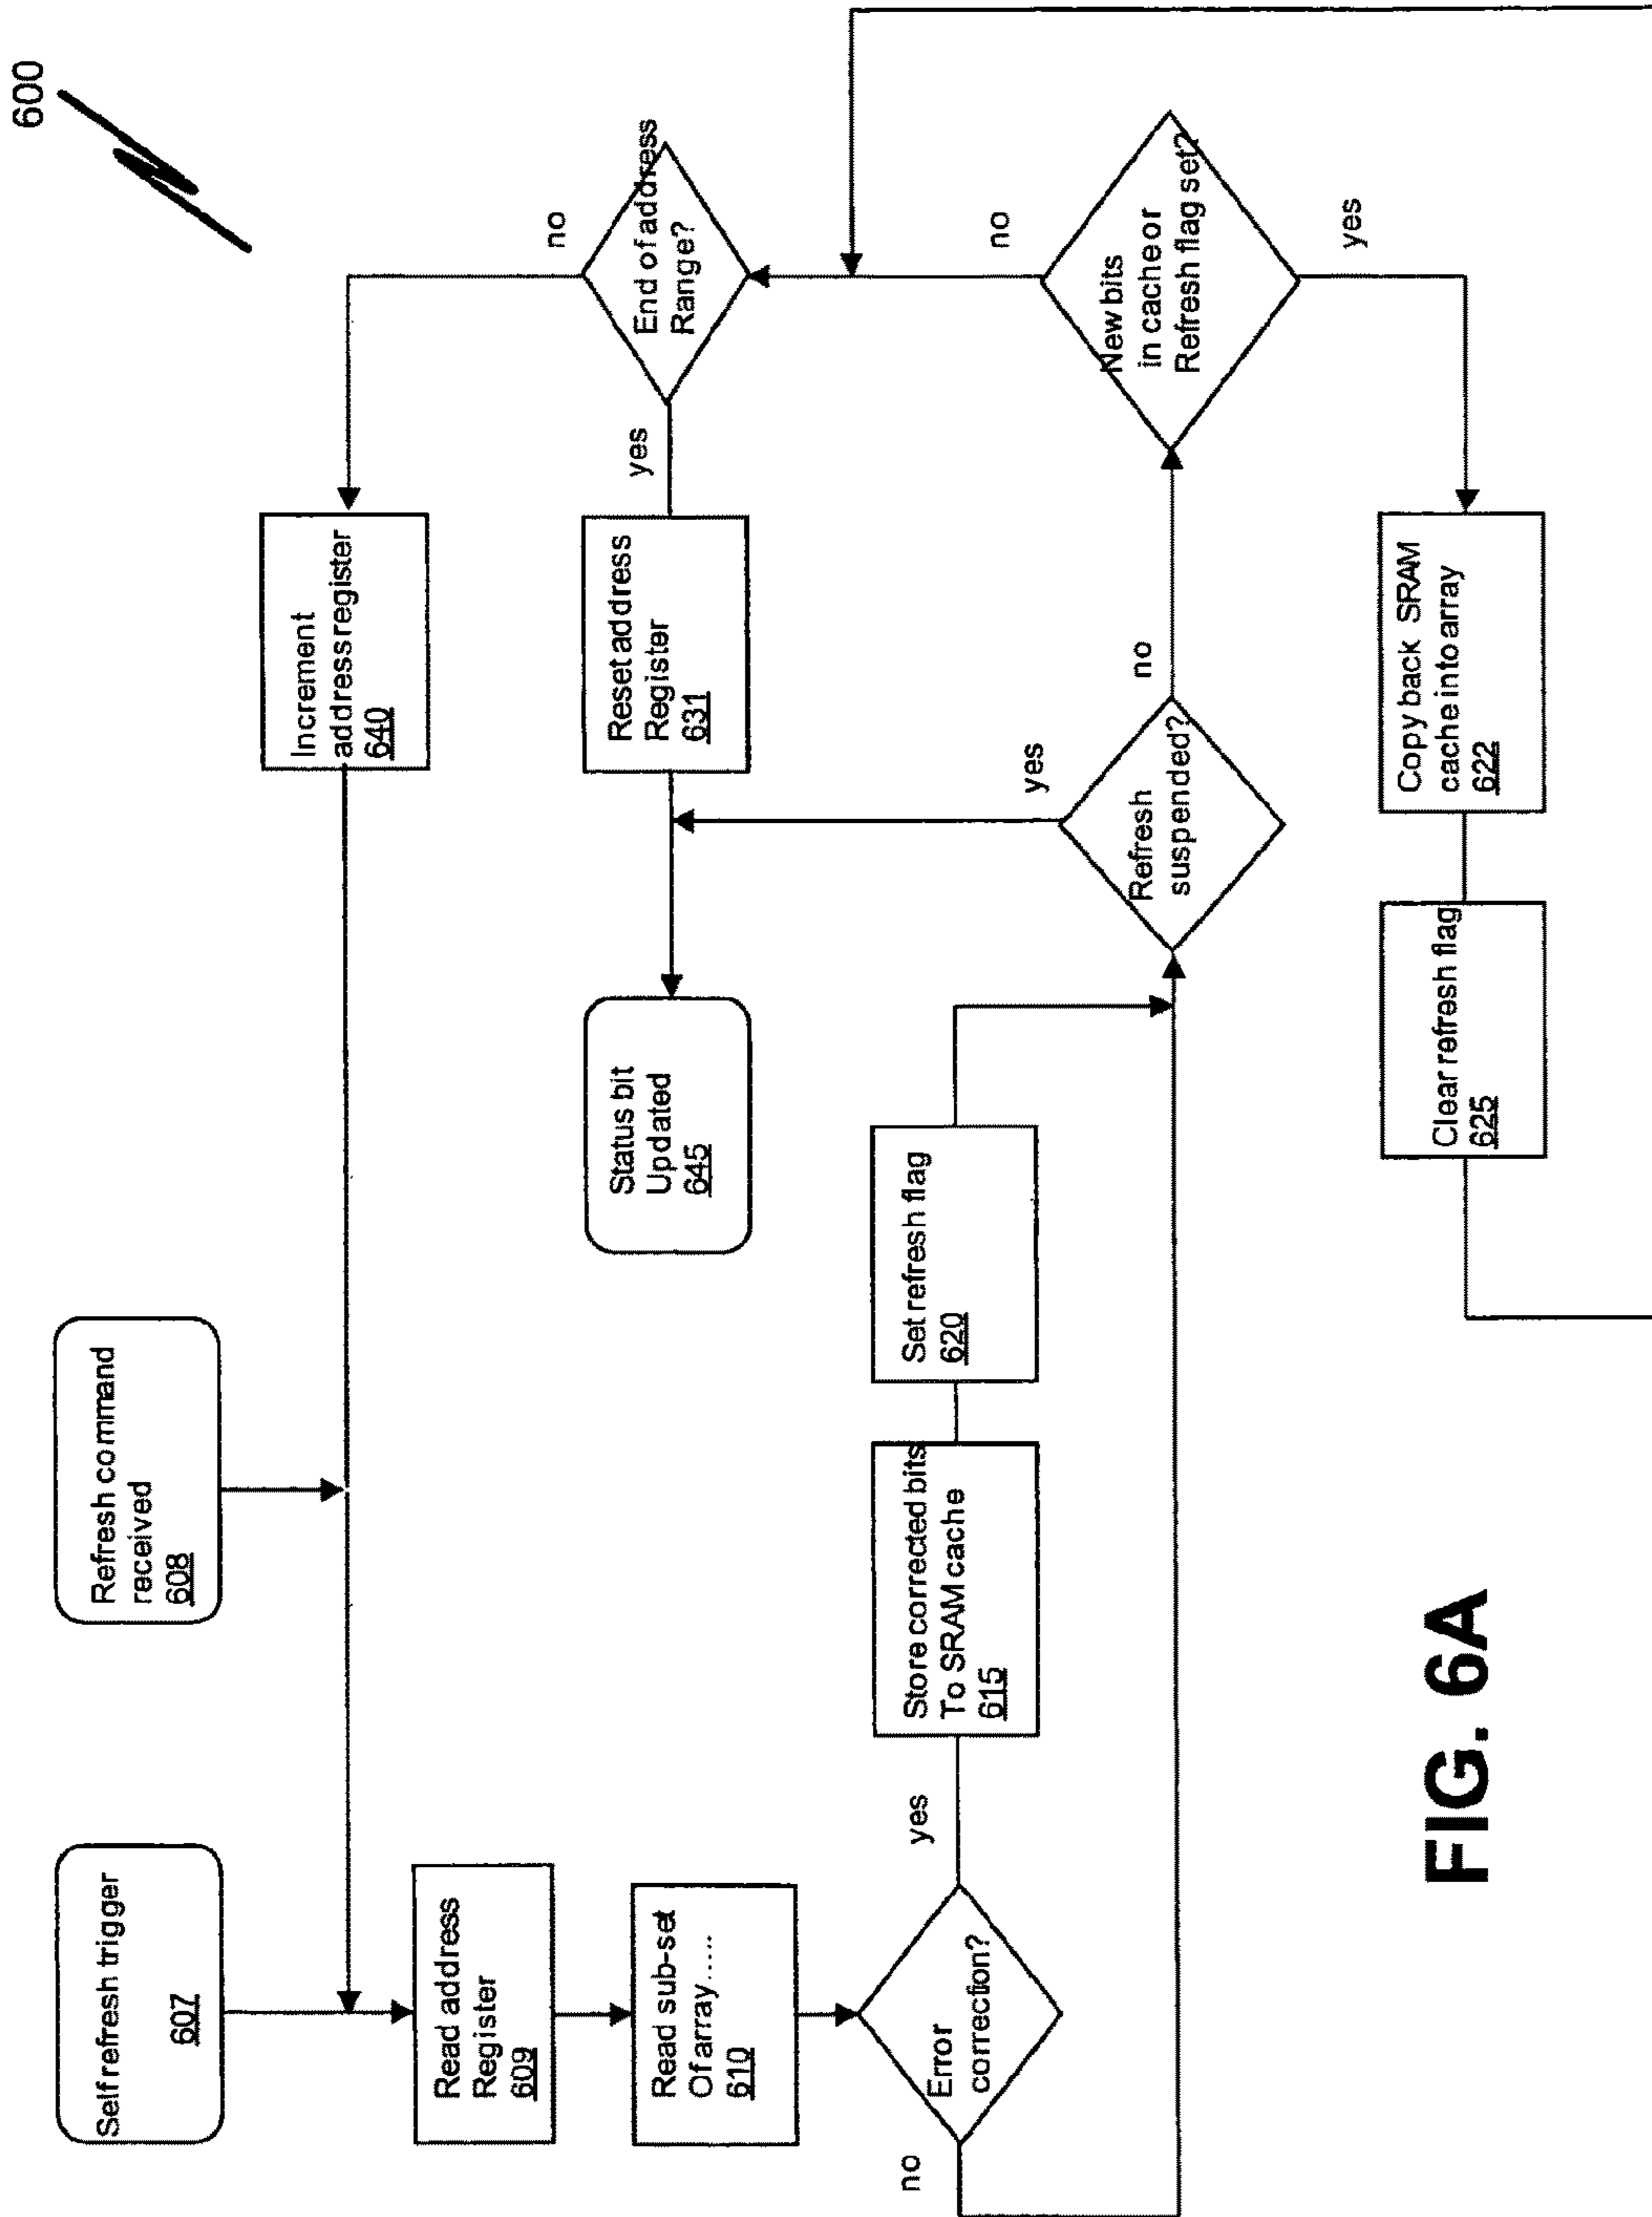 600
Self refresh trigger
607
Refresh command
received
608
Increment
address register
640
Read address
Register
609
Read sub-set
Of array.....
610
Reset address
Register
631
yes
End of address
Range?
no
Status bit
Updated
645
Error
correction?
no
yes
Store corrected bits
To SRAM cache
615
Set refresh flag
620
Refresh
suspended?
yes
no
New bits
in cache or
Refresh flag set?
no
yes
Clear refresh flag
625
Copy back SRAM
cache into array
622
FIG. 6A